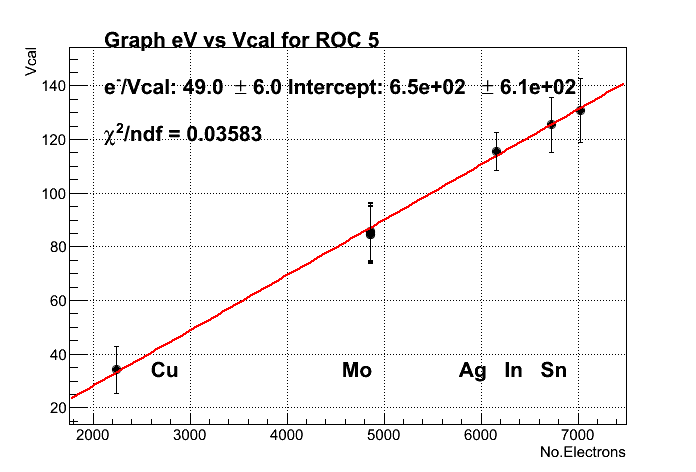 Graph eV vs Vcal for ROC 5
Vcal
e⁻/Vcal: 49.0 ± 6.0 Intercept: 6.5e+02 ± 6.1e+02
χ²/ndf = 0.03583
140
120
100
80
60
40
20
Cu Mo Ag In Sn
2000 3000 4000 5000 6000 7000
No.Electrons